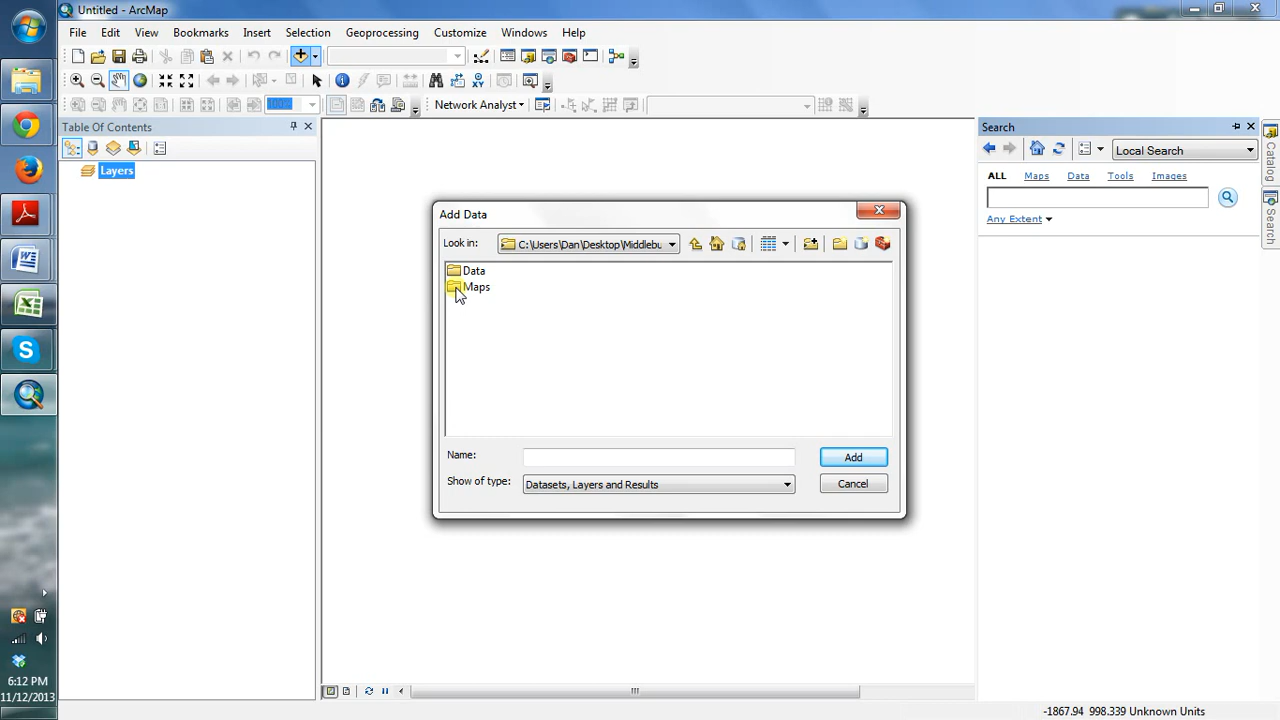 Untitled - ArcMap
File Edit View Bookmarks Insert Selection Geoprocessing Customize Windows Help
Network Analyst
Table Of Contents
Layers
Search
Local Search
ALL Maps Data Tools Images
Any Extent
Catalog
Search
Add Data
Look in: C:\Users\Dan\Desktop\Middlebu
Data
Maps
Name: Add
Show of type: Datasets, Layers and Results Cancel
6:12 PM
11/12/2013
-1867.94 998.339 Unknown Units